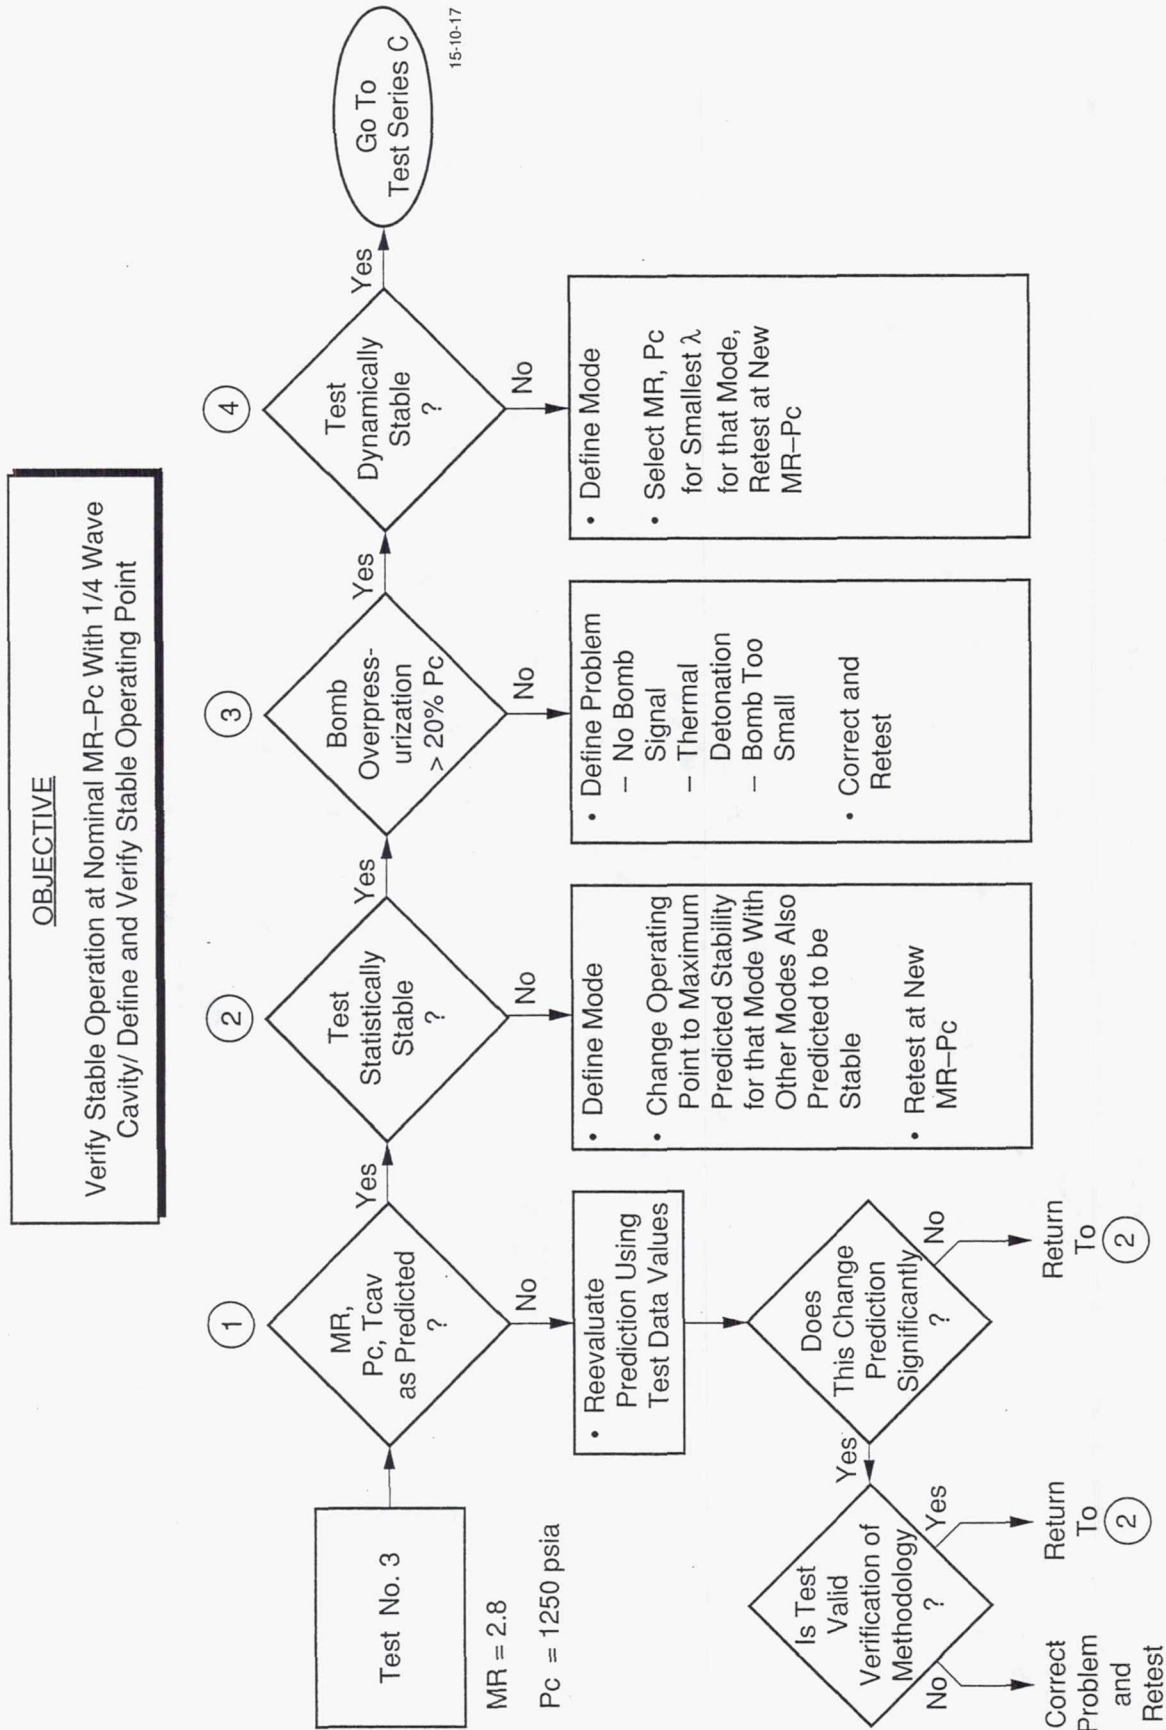 OBJECTIVE
Verify Stable Operation at Nominal MR–Pc With 1/4 Wave
Cavity/ Define and Verify Stable Operating Point
Test No. 3
MR = 2.8
Pc = 1250 psia
1
MR,
Pc, Tcav
as Predicted
?
Yes
No
2
Test
Statistically
Stable
?
Yes
No
3
Bomb
Overpress-
urization
> 20% Pc
Yes
No
4
Test
Dynamically
Stable
?
Yes
No
Go To
Test Series C
15-10-17
• Reevaluate
Prediction Using
Test Data Values
• Define Mode
• Change Operating
Point to Maximum
Predicted Stability
for that Mode With
Other Modes Also
Predicted to be
Stable
• Retest at New
MR–Pc
• Define Problem
– No Bomb
Signal
– Thermal
Detonation
– Bomb Too
Small
• Correct and
Retest
• Define Mode
• Select MR, Pc
for Smallest λ
for that Mode,
Retest at New
MR–Pc
Is Test
Valid
Verification of
Methodology
?
No
Yes
Yes
Does
This Change
Prediction
Significantly
?
No
Correct
Problem
and
Retest
Return
To
2
Return
To
2